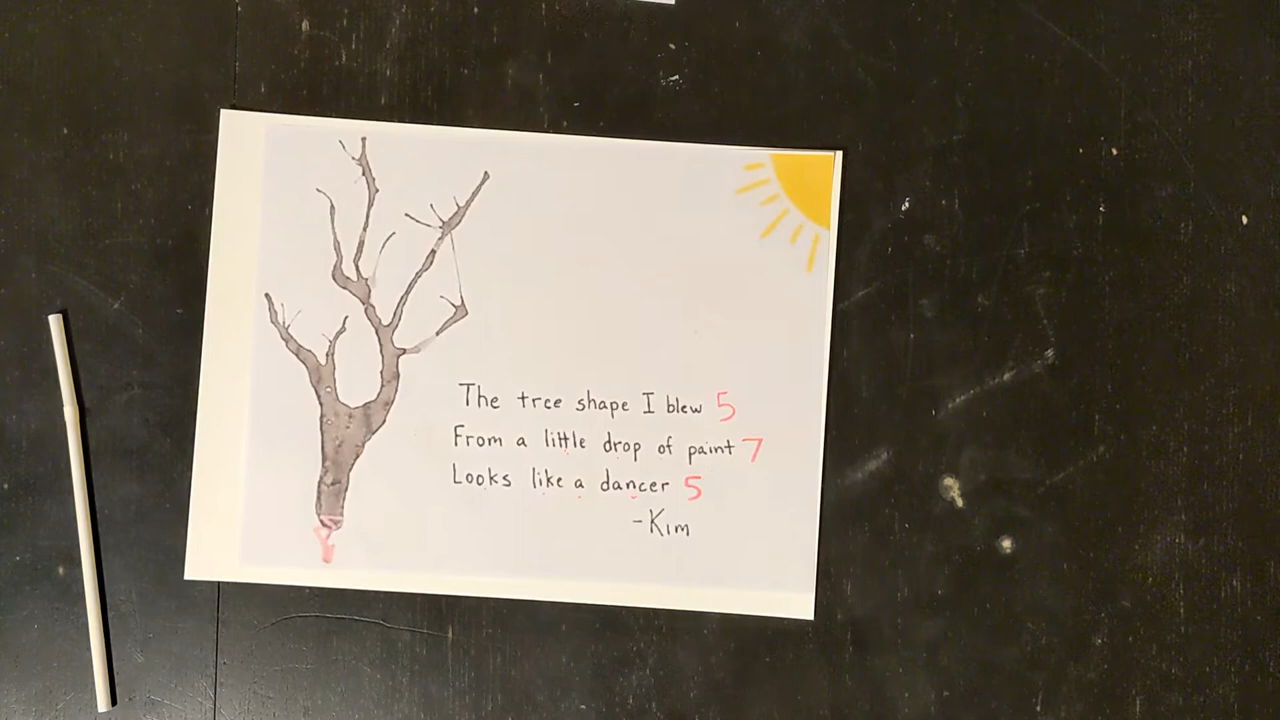 The tree shape I blew 5
From a little drop of paint 7
Looks like a dancer 5
-Kim